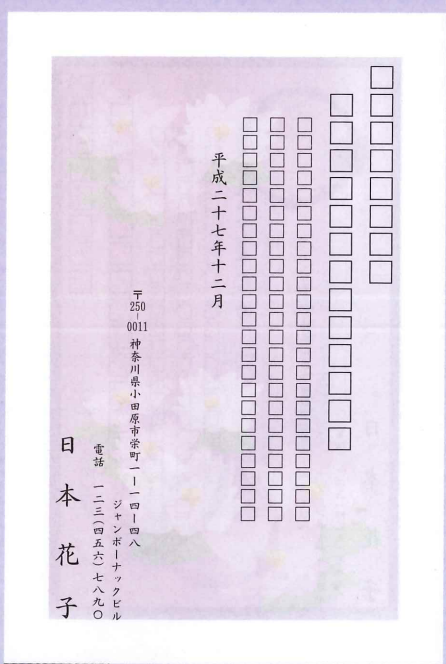 平成二十七年十二月
〒250-0011 神奈川県小田原市栄町一ー一四ー四八
ジャンボーナックビル
電話 一二三(四五六)七八九〇
日本花子